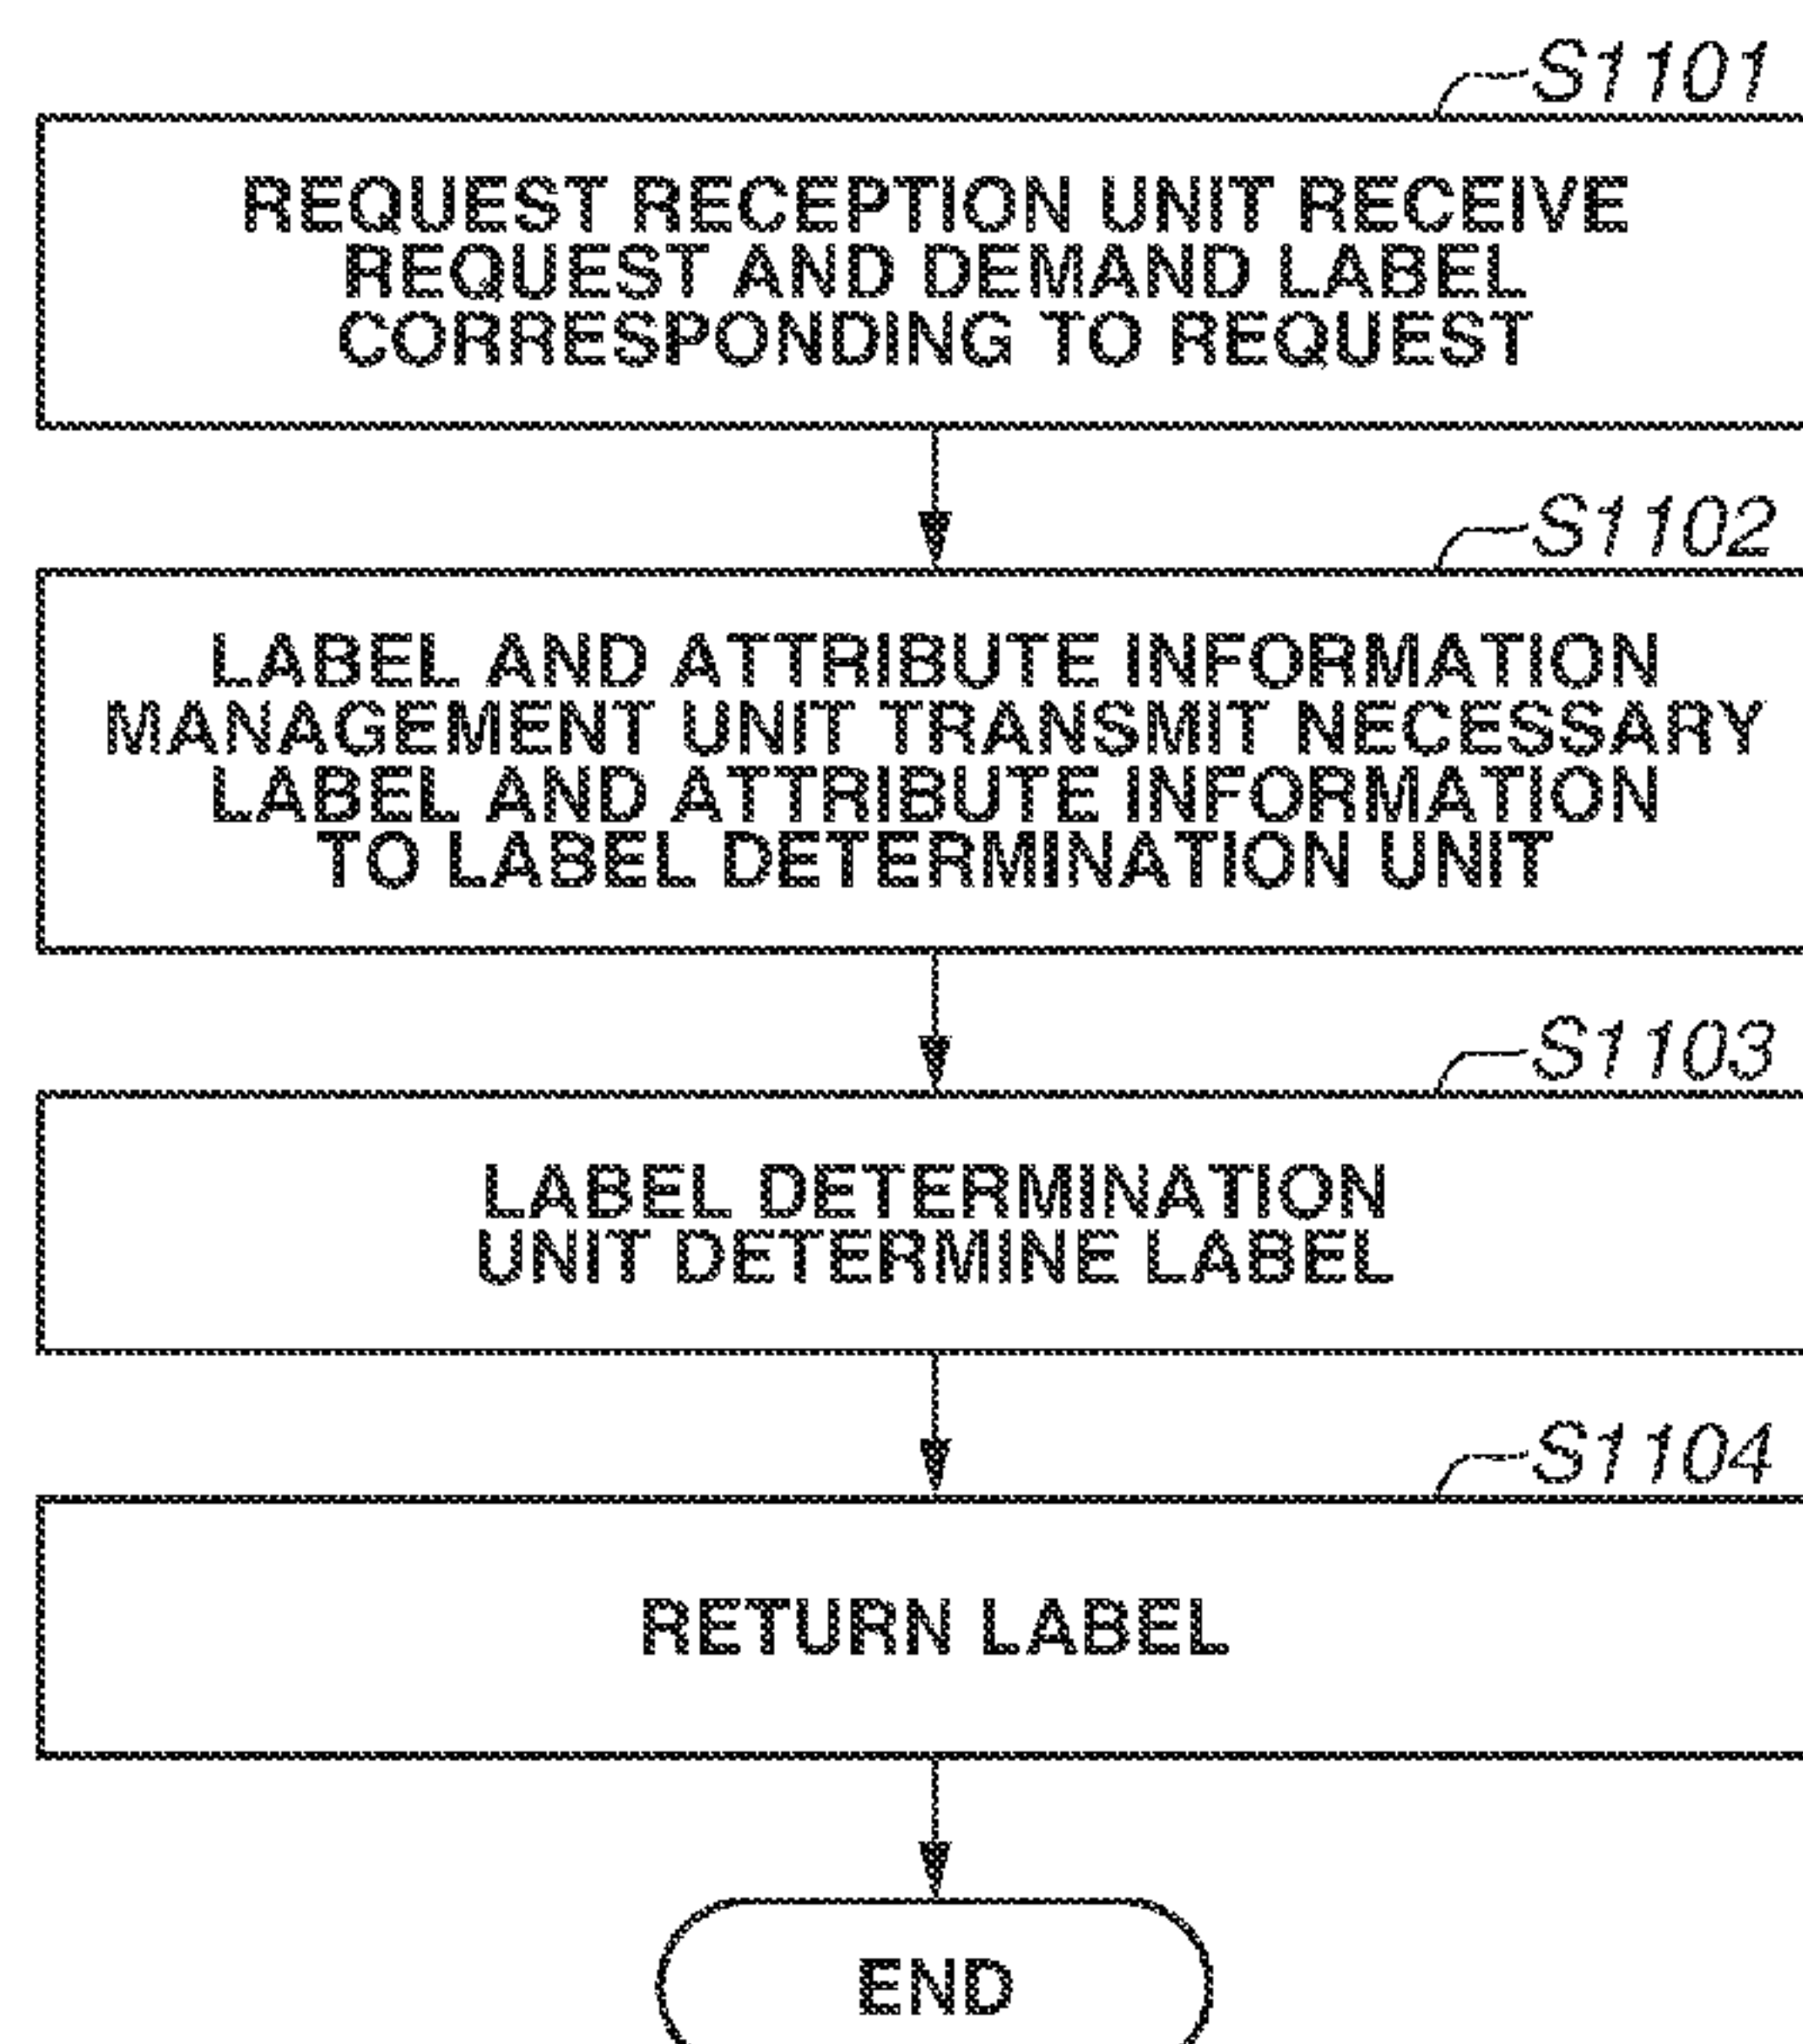 S1101
REQUEST RECEPTION UNIT RECEIVE
REQUEST AND DEMAND LABEL
CORRESPONDING TO REQUEST
S1102
LABEL AND ATTRIBUTE INFORMATION
MANAGEMENT UNIT TRANSMIT NECESSARY
LABEL AND ATTRIBUTE INFORMATION
TO LABEL DETERMINATION UNIT
S1103
LABEL DETERMINATION
UNIT DETERMINE LABEL
S1104
RETURN LABEL
END